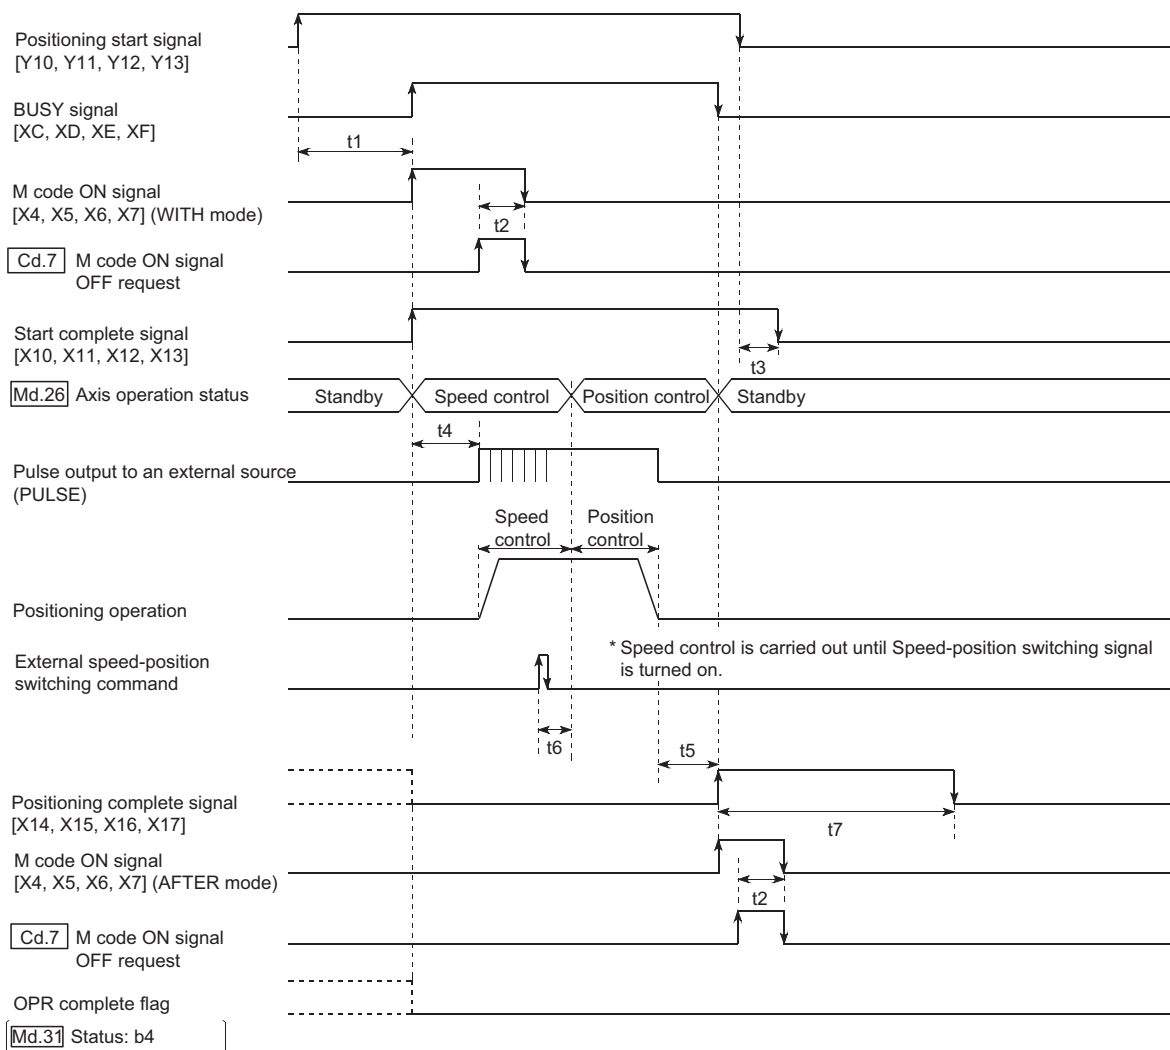 Positioning start signal
[Y10, Y11, Y12, Y13]
BUSY signal
[XC, XD, XE, XF]
t1
M code ON signal
[X4, X5, X6, X7] (WITH mode)
t2
Cd.7 M code ON signal
OFF request
Start complete signal
[X10, X11, X12, X13]
t3
Md.26 Axis operation status
Standby
Speed control
Position control
Standby
t4
Pulse output to an external source
(PULSE)
Speed
control
Position
control
Positioning operation
* Speed control is carried out until Speed-position switching signal
is turned on.
External speed-position
switching command
t6
t5
Positioning complete signal
[X14, X15, X16, X17]
t7
M code ON signal
[X4, X5, X6, X7] (AFTER mode)
t2
Cd.7 M code ON signal
OFF request
OPR complete flag
Md.31 Status: b4